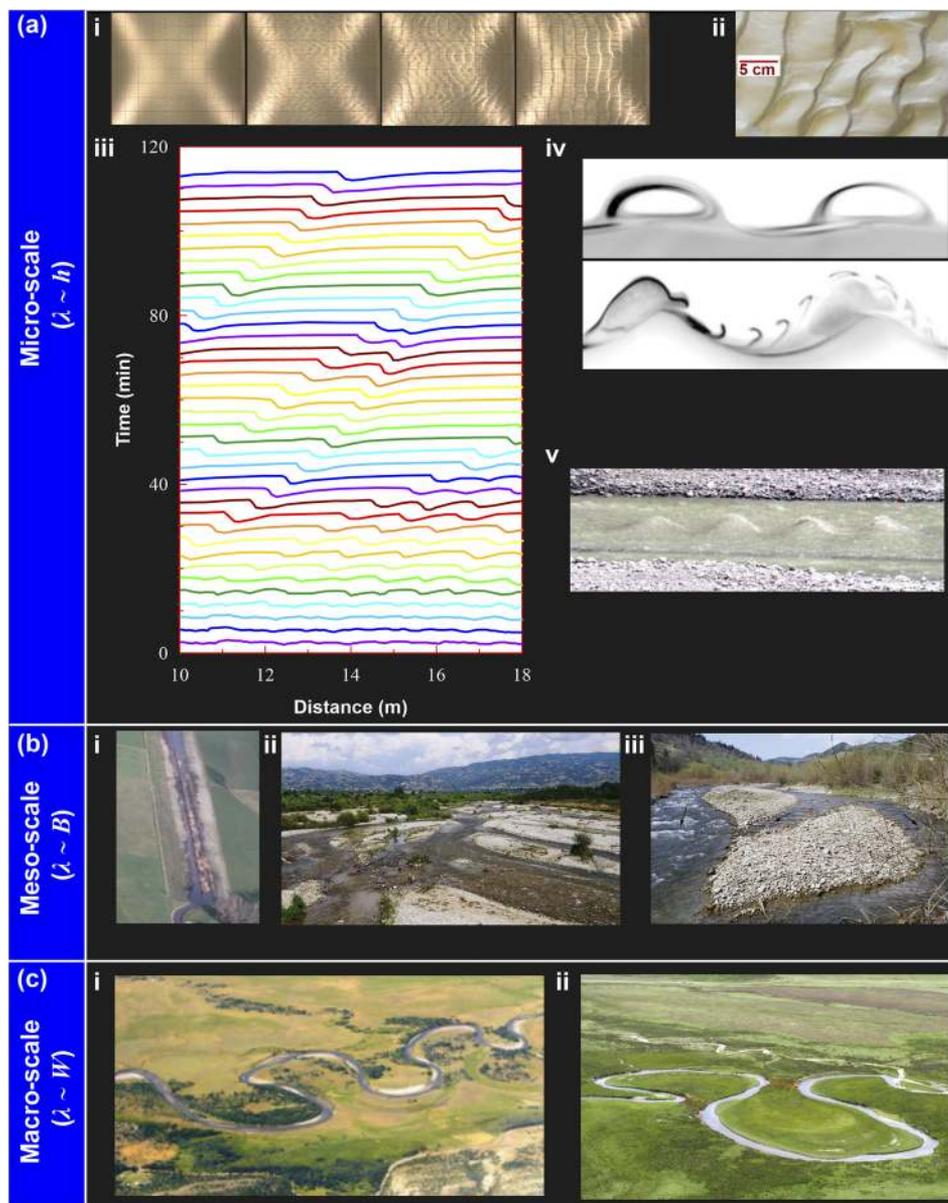 (a)
Micro-scale
(λ ~ h)
i
ii
5 cm
iii
120
80
40
0
Time (min)
10
12
14
16
18
Distance (m)
iv
v
(b)
Meso-scale
(λ ~ B)
i
ii
iii
(c)
Macro-scale
(λ ~ W)
i
ii